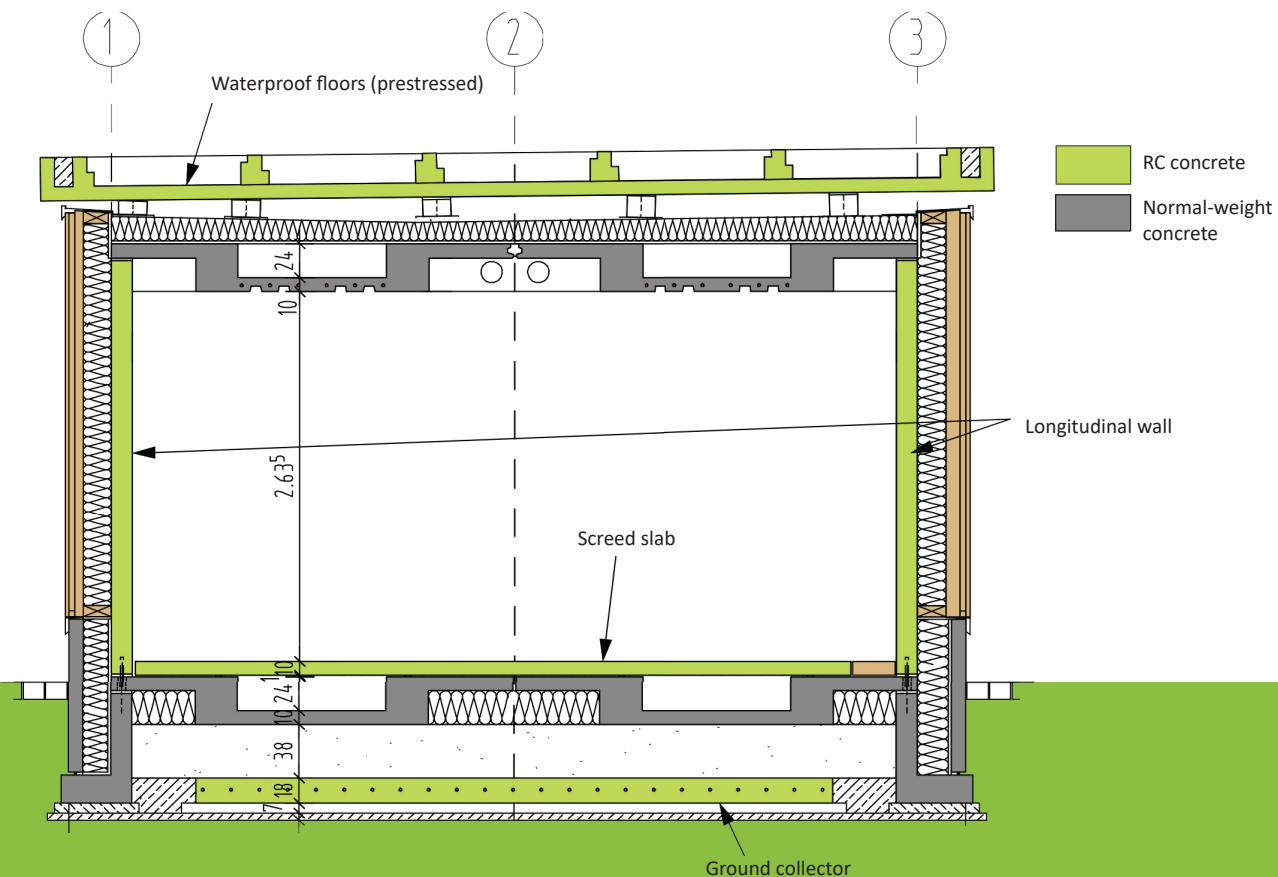 1
2
3
Waterproof floors (prestressed)
RC concrete
Normal-weight
concrete
24
10
2.63⁵
Longitudinal wall
Screed slab
10
1
24
10
38
18
7
Ground collector